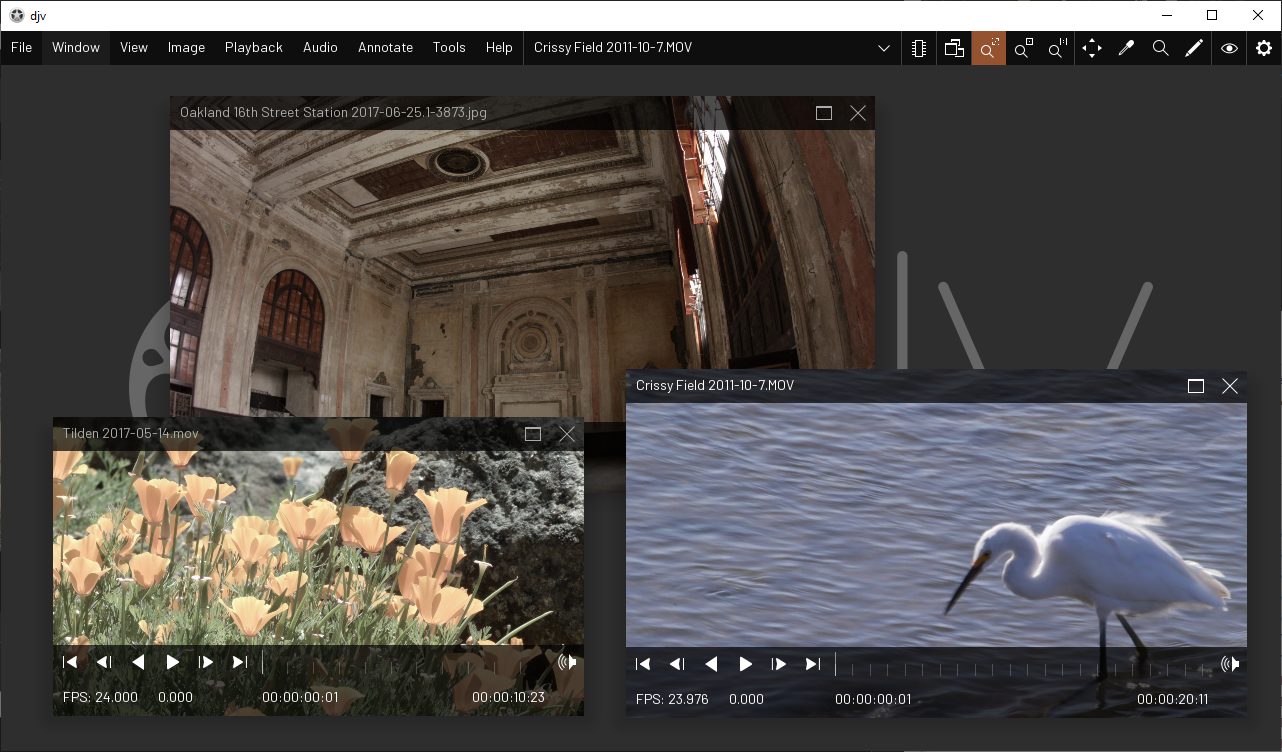 djv
File Window View Image Playback Audio Annotate Tools Help Crissy Field 2011-10-7.MOV
Oakland 16th Street Station 2017-06-25.1-3873.jpg
Crissy Field 2011-10-7.MOV
Tilden 2017-05-14.mov
FPS: 24.000 0.000 00:00:00:01 00:00:10:23
FPS: 23.976 0.000 00:00:00:01 00:00:20:11